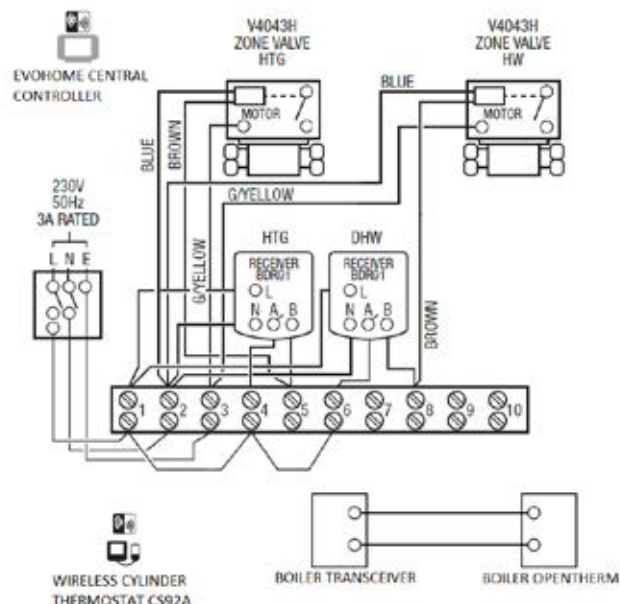 V4043H
ZONE VALVE
HTG
V4043H
ZONE VALVE
HW
EVOHOME CENTRAL
CONTROLLER
MOTOR
BLUE
MOTOR
BLUE
BROWN
G/YELLOW
G/YELLOW
BROWN
230V
50Hz
3A RATED
L N E
HTG
DHW
RECEIVER
BDR91
L
N A B
RECEIVER
BDR91
L
N A B
1 2 3 4 5 6 7 8 9 10
WIRELESS CYLINDER
THERMOSTAT CS92A
BOILER TRANSCEIVER
BOILER OPENTHERM